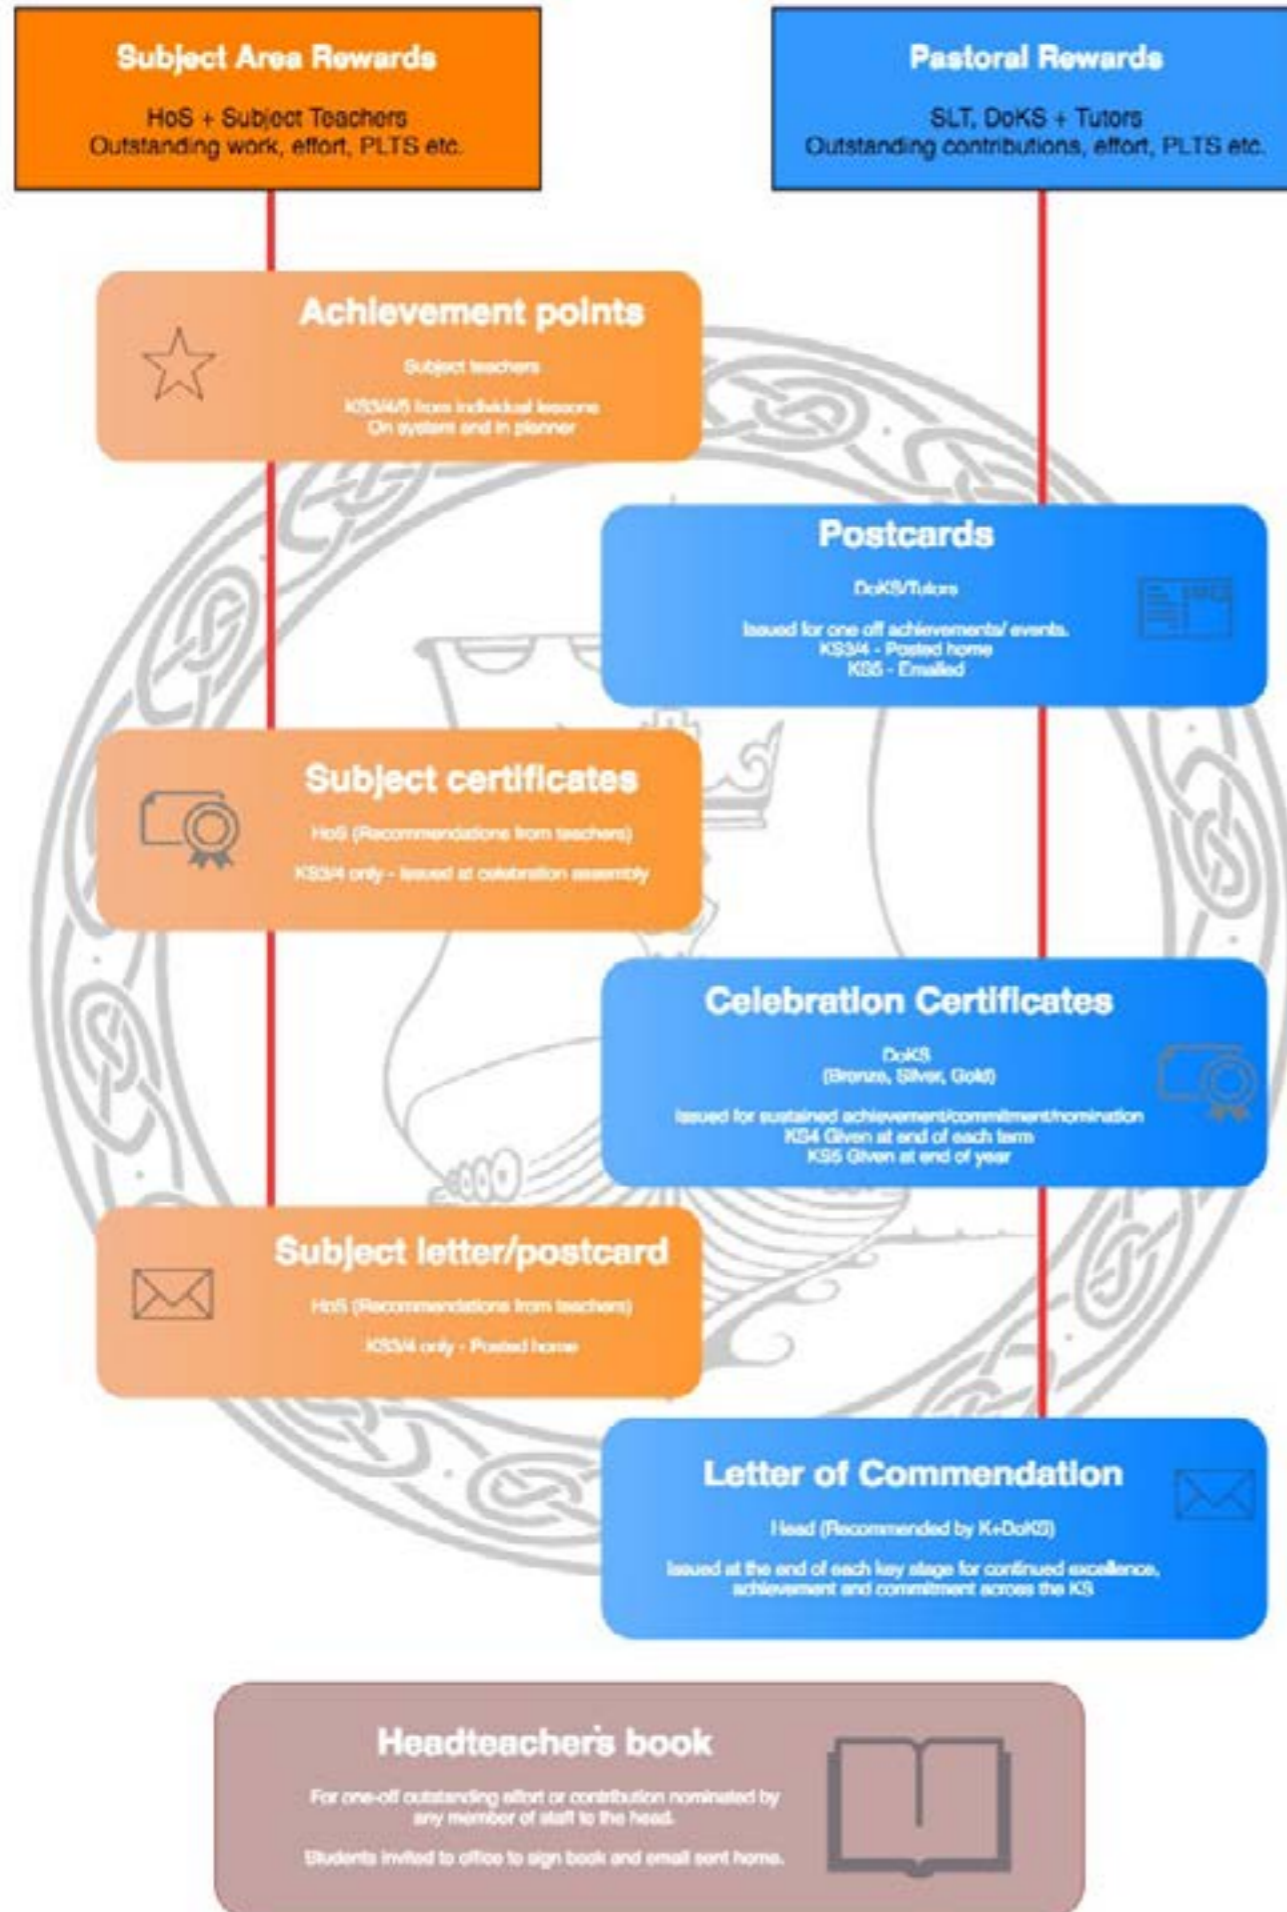 Subject Area Rewards
HoS + Subject Teachers
Outstanding work, effort, PLTS etc.
Pastoral Rewards
SLT, DoKS + Tutors
Outstanding contributions, effort, PLTS etc.
Achievement points
Subject teachers
KS3/4/5 from individual lessons
On system and in planner
Postcards
DoKS/Tutors
Issued for one off achievements/ events.
KS3/4 - Posted home
KS5 - Emailed
Subject certificates
HoS (Recommendations from teachers)
KS3/4 only - Issued at celebration assembly
Celebration Certificates
DoKS
(Bronze, Silver, Gold)
Issued for sustained achievement/commitment/nomination
KS4 Given at end of each term
KS5 Given at end of year
Subject letter/postcard
HoS (Recommendations from teachers)
KS3/4 only - Posted home
Letter of Commendation
Head (Recommended by K+DoKS)
Issued at the end of each key stage for continued excellence,
achievement and commitment across the KS
Headteacher's book
For one-off outstanding effort or contribution nominated by
any member of staff to the head.
Students invited to office to sign book and email sent home.